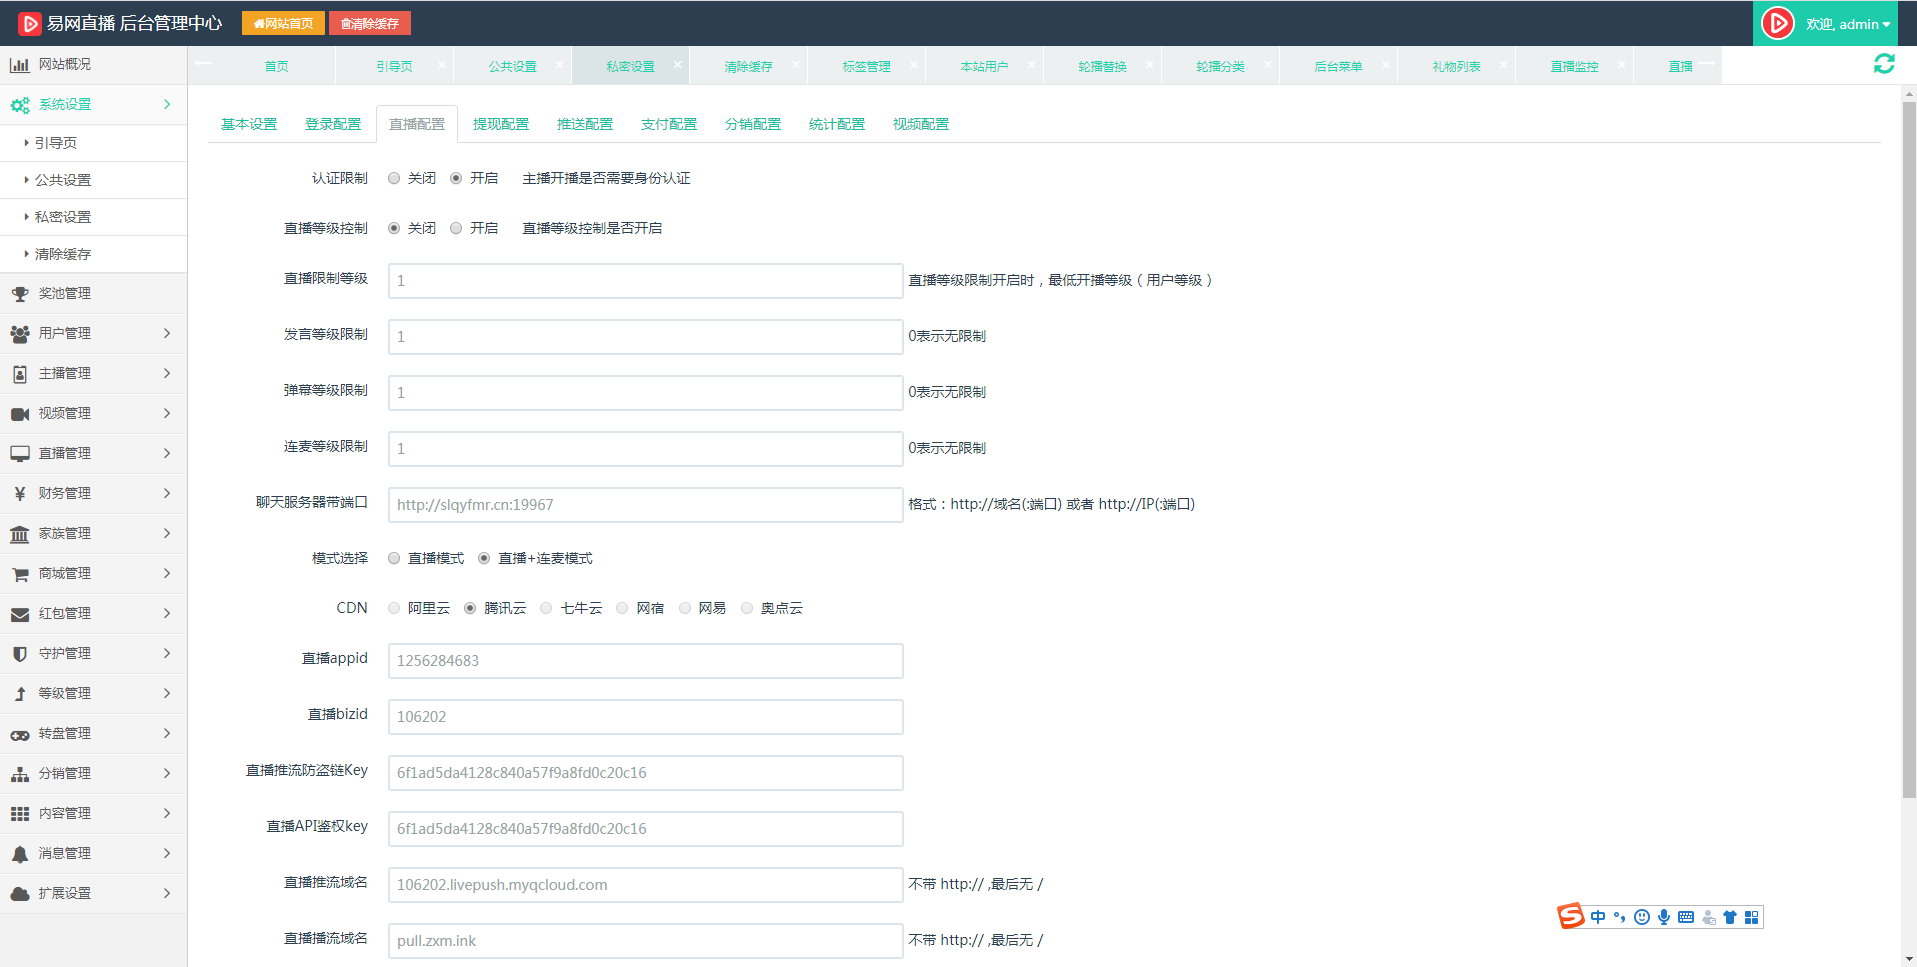 易网直播 后台管理中心
网站首页
清除缓存
欢迎, admin
首页
引导页
公共设置
私密设置
清除缓存
标签管理
本站用户
轮播替换
轮播分类
后台菜单
礼物列表
直播监控
直播
网站概况
系统设置
引导页
公共设置
私密设置
清除缓存
奖池管理
用户管理
主播管理
视频管理
直播管理
财务管理
家族管理
商城管理
红包管理
守护管理
等级管理
转盘管理
分销管理
内容管理
消息管理
扩展设置
基本设置
登录配置
直播配置
提现配置
推送配置
支付配置
分销配置
统计配置
视频配置
认证限制 关闭 开启 主播开播是否需要身份认证
直播等级控制 关闭 开启 直播等级控制是否开启
直播限制等级 1 直播等级限制开启时，最低开播等级（用户等级）
发言等级限制 1 0表示无限制
弹幕等级限制 1 0表示无限制
连麦等级限制 1 0表示无限制
聊天服务器带端口 http://slqyfmr.cn:19967 格式：http://域名(:端口) 或者 http://IP(:端口)
模式选择 直播模式 直播+连麦模式
CDN 阿里云 腾讯云 七牛云 网宿 网易 奥点云
直播appid 1256284683
直播bizid 106202
直播推流防盗链Key 6f1ad5da4128c840a57f9a8fd0c20c16
直播API鉴权key 6f1ad5da4128c840a57f9a8fd0c20c16
直播推流域名 106202.livepush.myqcloud.com 不带 http:// ,最后无 /
直播播流域名 pull.zxm.ink 不带 http:// ,最后无 /
S 中